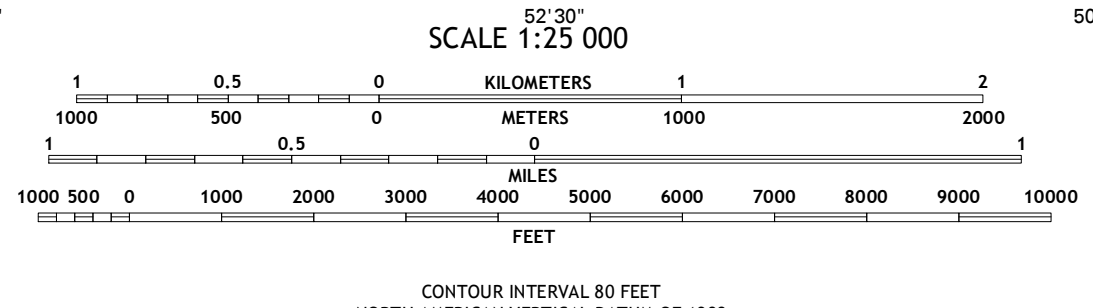 52'30" 50
SCALE 1:25 000
1 0.5 0 KILOMETERS 1 2
1000 500 0 METERS 1000 2000
1 0.5 0 1
MILES
1000 500 0 1000 2000 3000 4000 5000 6000 7000 8000 9000 10000
FEET
CONTOUR INTERVAL 80 FEET